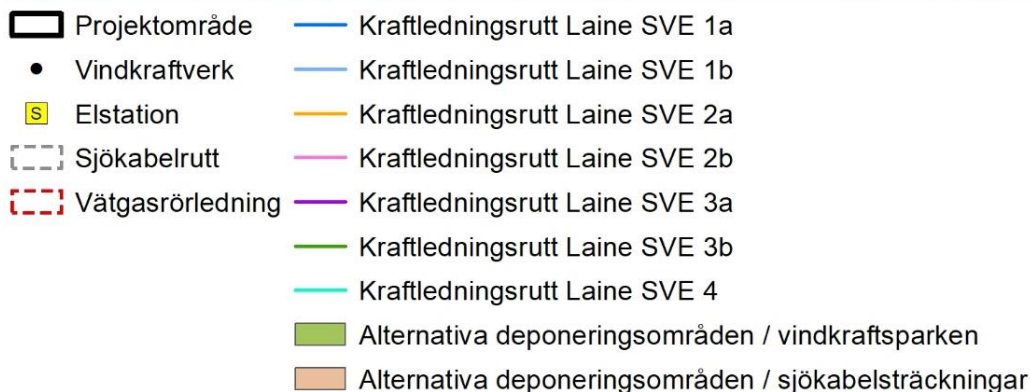 Projektområde
Vindkraftverk
S Elstation
Sjökabelrutt
Vätgasrörledning
Kraftledningsrutt Laine SVE 1a
Kraftledningsrutt Laine SVE 1b
Kraftledningsrutt Laine SVE 2a
Kraftledningsrutt Laine SVE 2b
Kraftledningsrutt Laine SVE 3a
Kraftledningsrutt Laine SVE 3b
Kraftledningsrutt Laine SVE 4
Alternativa deponeringsområden / vindkraftsparken
Alternativa deponeringsområden / sjökabelsträckningar